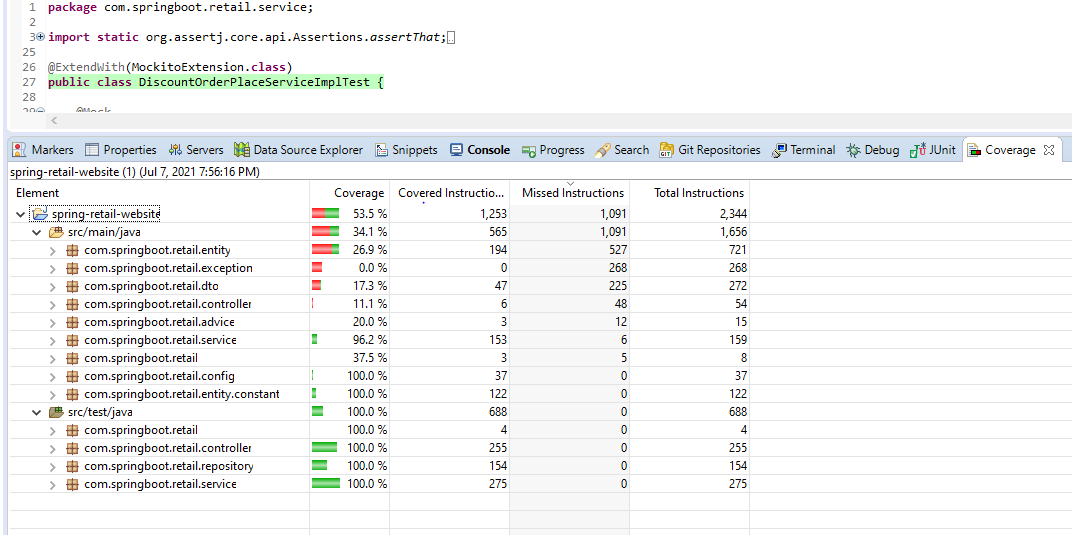 1 package com.springboot.retail.service;
2
3 import static org.assertj.core.api.Assertions.assertThat;
25
26 @ExtendWith(MockitoExtension.class)
27 public class DiscountOrderPlaceServiceImplTest {
28
29 @Mock
Markers Properties Servers Data Source Explorer Snippets Console Progress Search Git Repositories Terminal Debug JUnit Coverage
spring-retail-website (1) (Jul 7, 2021 7:56:16 PM)
Element Coverage Covered Instructio... Missed Instructions Total Instructions
spring-retail-website 53.5 % 1,253 1,091 2,344
src/main/java 34.1 % 565 1,091 1,656
com.springboot.retail.entity 26.9 % 194 527 721
com.springboot.retail.exception 0.0 % 0 268 268
com.springboot.retail.dto 17.3 % 47 225 272
com.springboot.retail.controller 11.1 % 6 48 54
com.springboot.retail.advice 20.0 % 3 12 15
com.springboot.retail.service 96.2 % 153 6 159
com.springboot.retail 37.5 % 3 5 8
com.springboot.retail.config 100.0 % 37 0 37
com.springboot.retail.entity.constant 100.0 % 122 0 122
src/test/java 100.0 % 688 0 688
com.springboot.retail 100.0 % 4 0 4
com.springboot.retail.controller 100.0 % 255 0 255
com.springboot.retail.repository 100.0 % 154 0 154
com.springboot.retail.service 100.0 % 275 0 275